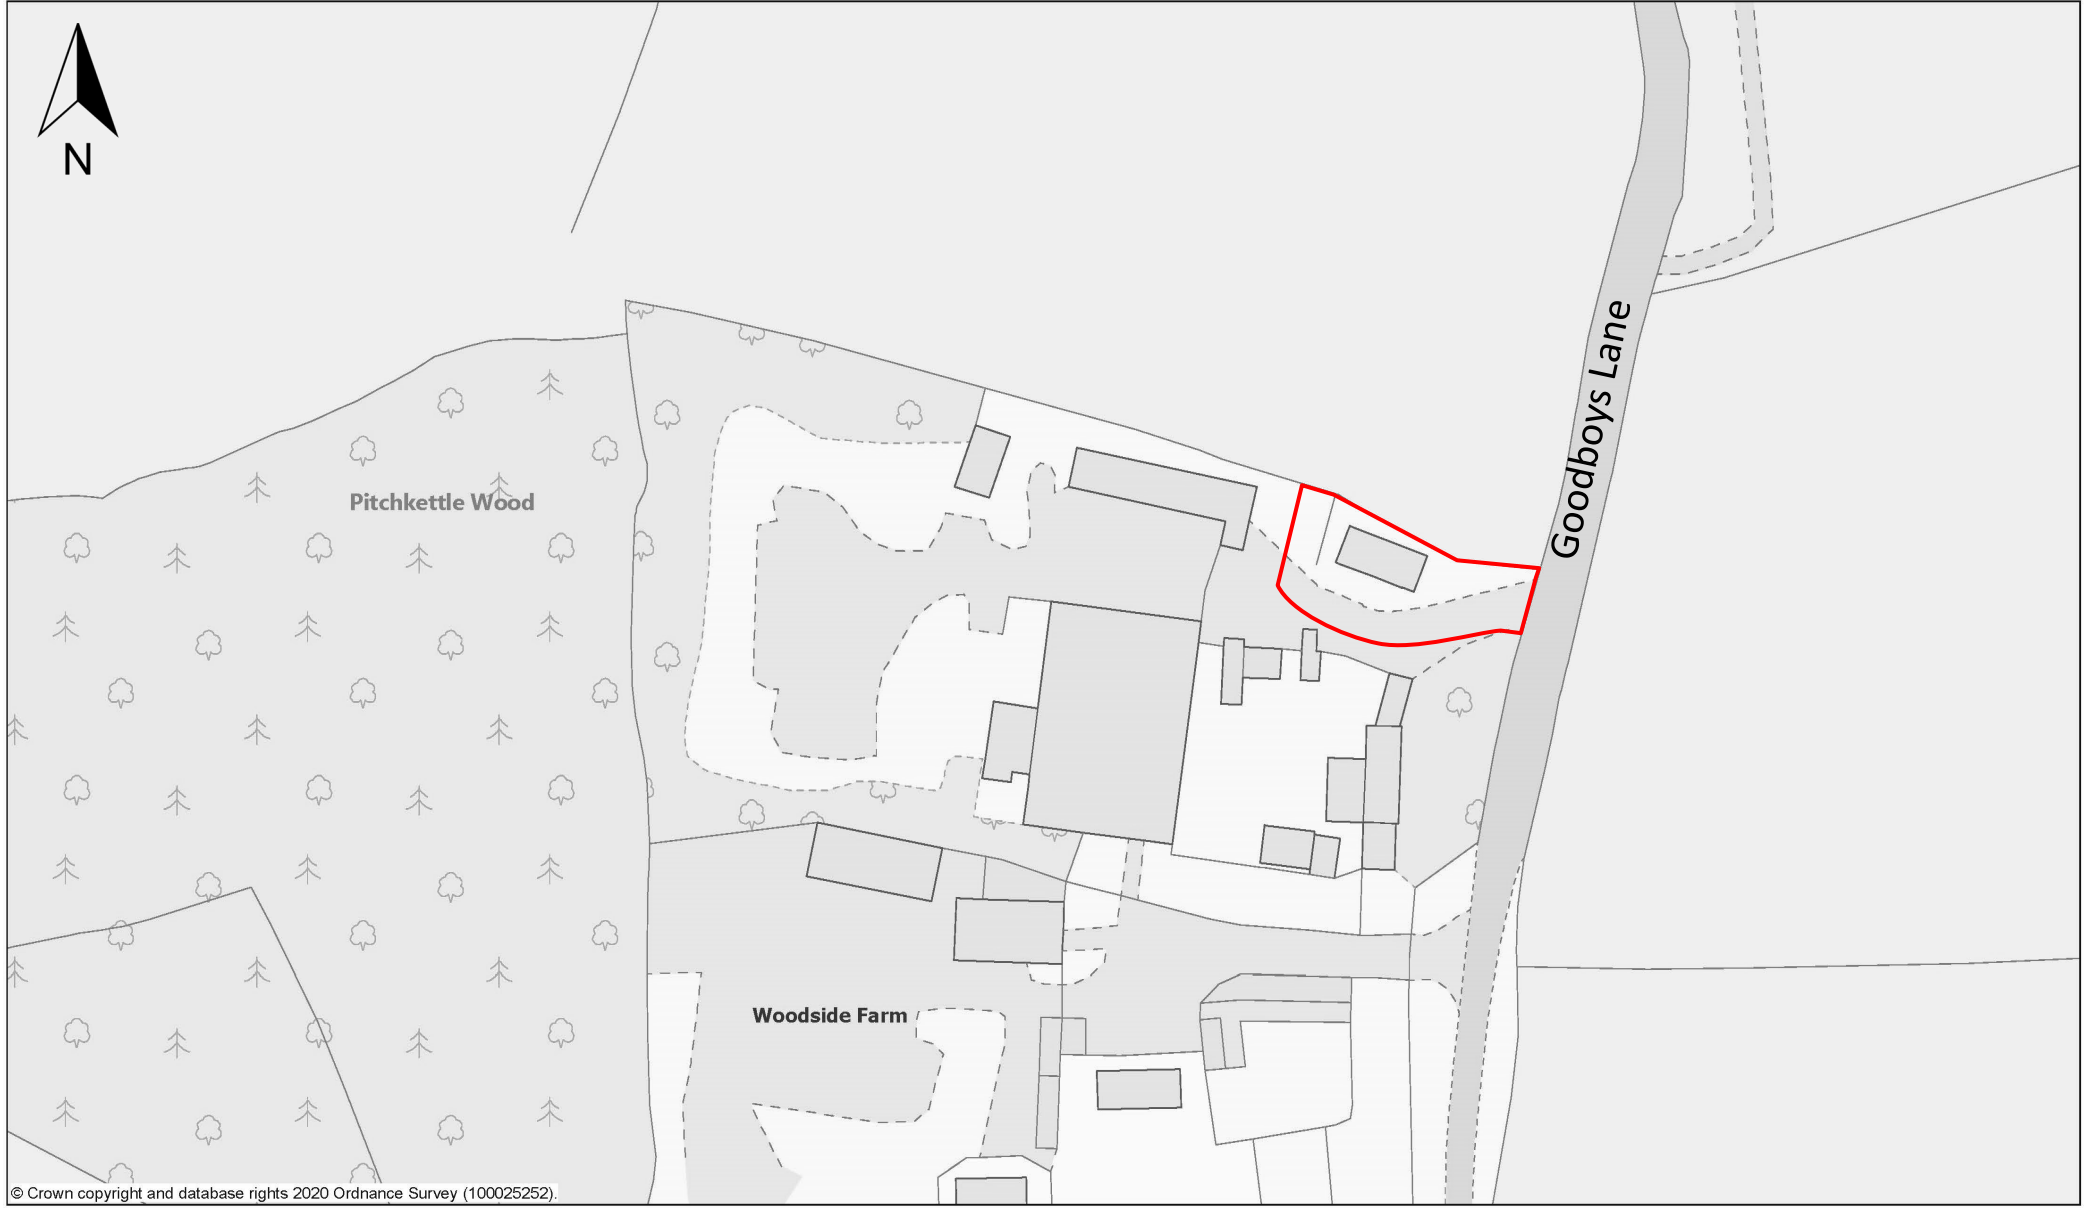 N
Goodboys Lane
Pitchkettle Wood
Woodside Farm
© Crown copyright and database rights 2020 Ordnance Survey (100025252).